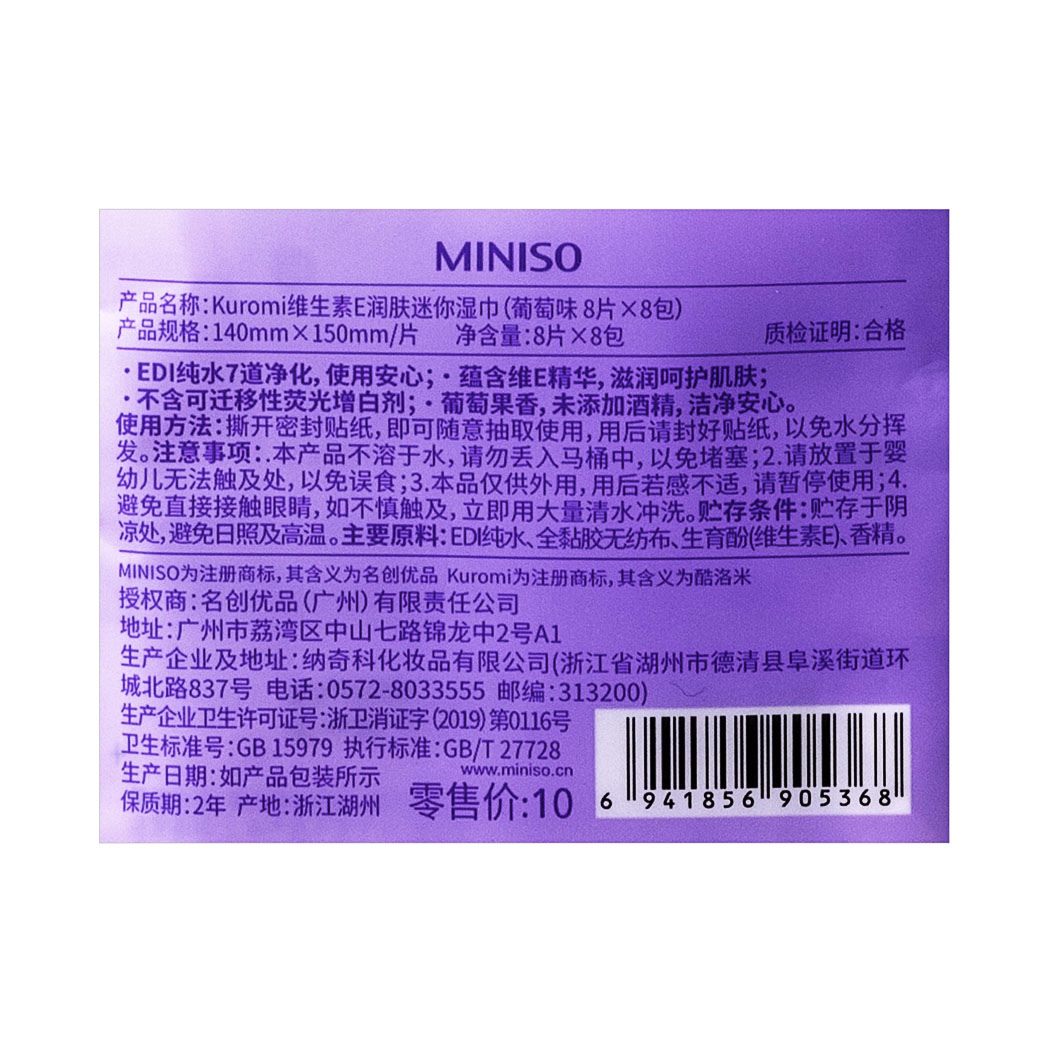 MINISO
产品名称:Kuromi维生素E润肤迷你湿巾(葡萄味 8片×8包)
产品规格:140mm×150mm/片 净含量:8片×8包 质检证明:合格
·EDI纯水7道净化,使用安心;·蕴含维E精华,滋润呵护肌肤;
·不含可迁移性荧光增白剂;·葡萄果香,未添加酒精,洁净安心。
使用方法:撕开密封贴纸,即可随意抽取使用,用后请封好贴纸,以免水分挥
发。注意事项:.本产品不溶于水,请勿丢入马桶中,以免堵塞;2.请放置于婴
幼儿无法触及处,以免误食;3.本品仅供外用,用后若感不适,请暂停使用;4.
避免直接接触眼睛,如不慎触及,立即用大量清水冲洗。贮存条件:贮存于阴
凉处,避免日照及高温。主要原料:EDI纯水、全黏胶无纺布、生育酚(维生素E)、香精。
MINISO为注册商标,其含义为名创优品 Kuromi为注册商标,其含义为酷洛米
授权商:名创优品(广州)有限责任公司
地址:广州市荔湾区中山七路锦龙中2号A1
生产企业及地址:纳奇科化妆品有限公司(浙江省湖州市德清县阜溪街道环
城北路837号 电话:0572-8033555 邮编:313200)
生产企业卫生许可证号:浙卫消证字(2019)第0116号
卫生标准号:GB 15979 执行标准:GB/T 27728
www.miniso.cn
生产日期:如产品包装所示
保质期:2年 产地:浙江湖州 零售价:10
6 941856 905368